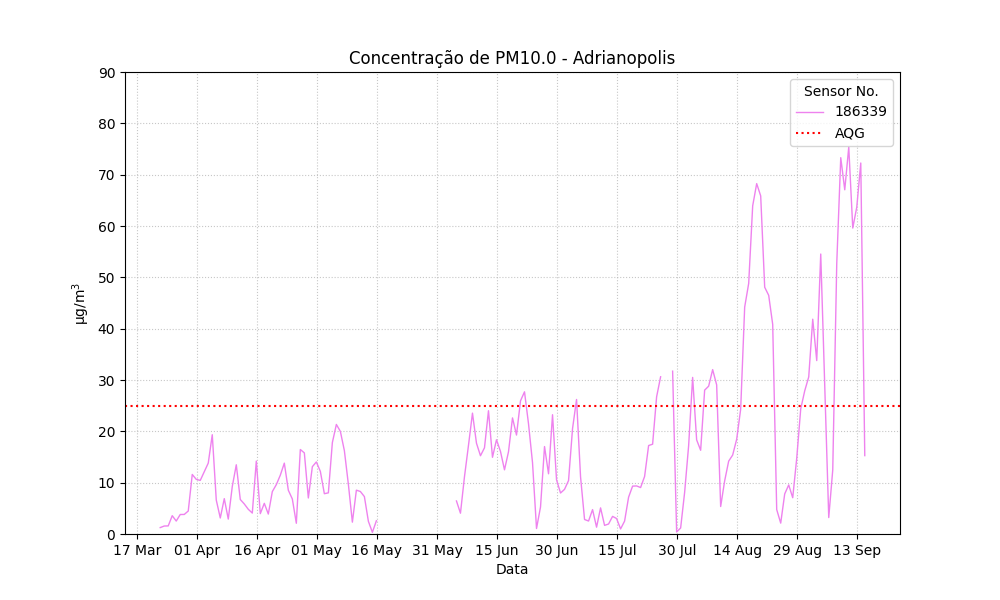 Concentração de PM10.0 - Adrianopolis
90
80
70
60
50
40
30
20
10
0
µg/m³
Sensor No.
186339
AQG
17 Mar 01 Apr 16 Apr 01 May 16 May 31 May 15 Jun 30 Jun 15 Jul 30 Jul 14 Aug 29 Aug 13 Sep
Data